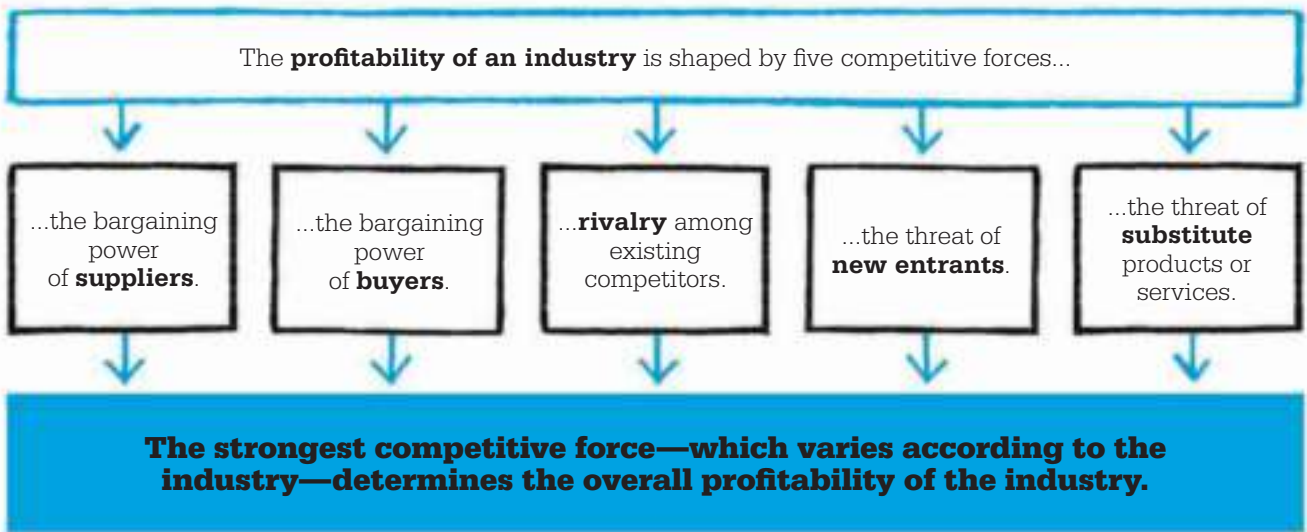 The profitability of an industry is shaped by five competitive forces...
...the bargaining
power
of suppliers.
...the bargaining
power
of buyers.
...rivalry among
existing
competitors.
...the threat of
new entrants.
...the threat of
substitute
products or
services.
The strongest competitive force—which varies according to the
industry—determines the overall profitability of the industry.